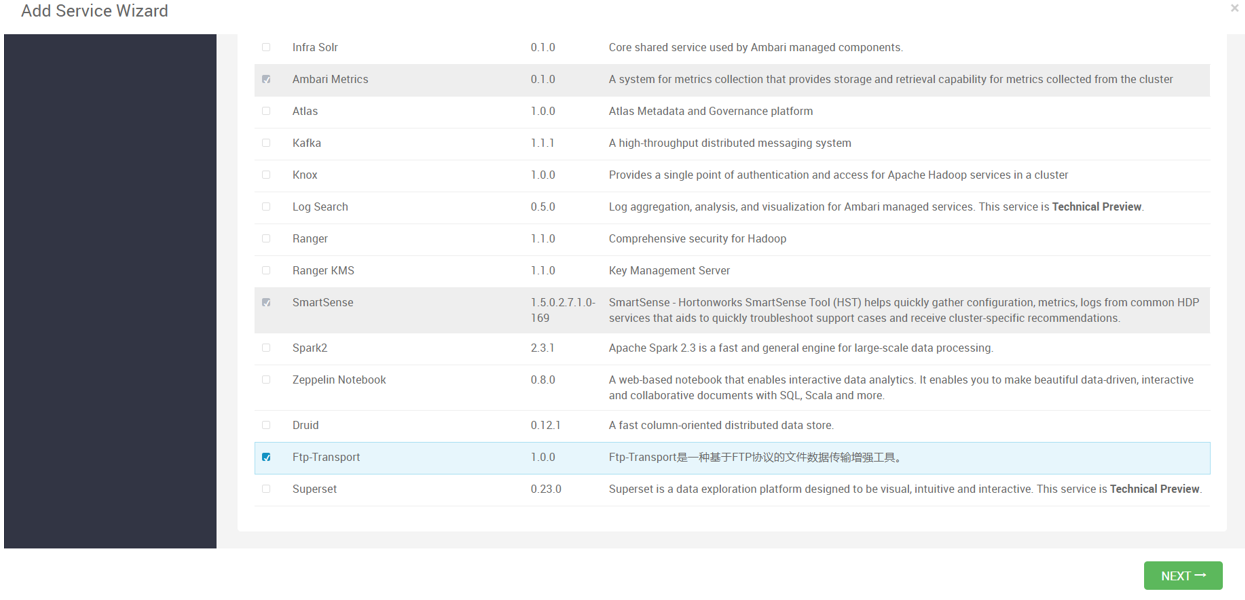 Add Service Wizard
×
Infra Solr 0.1.0 Core shared service used by Ambari managed components.
Ambari Metrics 0.1.0 A system for metrics collection that provides storage and retrieval capability for metrics collected from the cluster
Atlas 1.0.0 Atlas Metadata and Governance platform
Kafka 1.1.1 A high-throughput distributed messaging system
Knox 1.0.0 Provides a single point of authentication and access for Apache Hadoop services in a cluster
Log Search 0.5.0 Log aggregation, analysis, and visualization for Ambari managed services. This service is Technical Preview.
Ranger 1.1.0 Comprehensive security for Hadoop
Ranger KMS 1.1.0 Key Management Server
SmartSense 1.5.0.2.7.1.0- SmartSense - Hortonworks SmartSense Tool (HST) helps quickly gather configuration, metrics, logs from common HDP
169 services that aids to quickly troubleshoot support cases and receive cluster-specific recommendations.
Spark2 2.3.1 Apache Spark 2.3 is a fast and general engine for large-scale data processing.
Zeppelin Notebook 0.8.0 A web-based notebook that enables interactive data analytics. It enables you to make beautiful data-driven, interactive
and collaborative documents with SQL, Scala and more.
Druid 0.12.1 A fast column-oriented distributed data store.
Ftp-Transport 1.0.0 Ftp-Transport是一种基于FTP协议的文件数据传输增强工具。
Superset 0.23.0 Superset is a data exploration platform designed to be visual, intuitive and interactive. This service is Technical Preview.
NEXT →